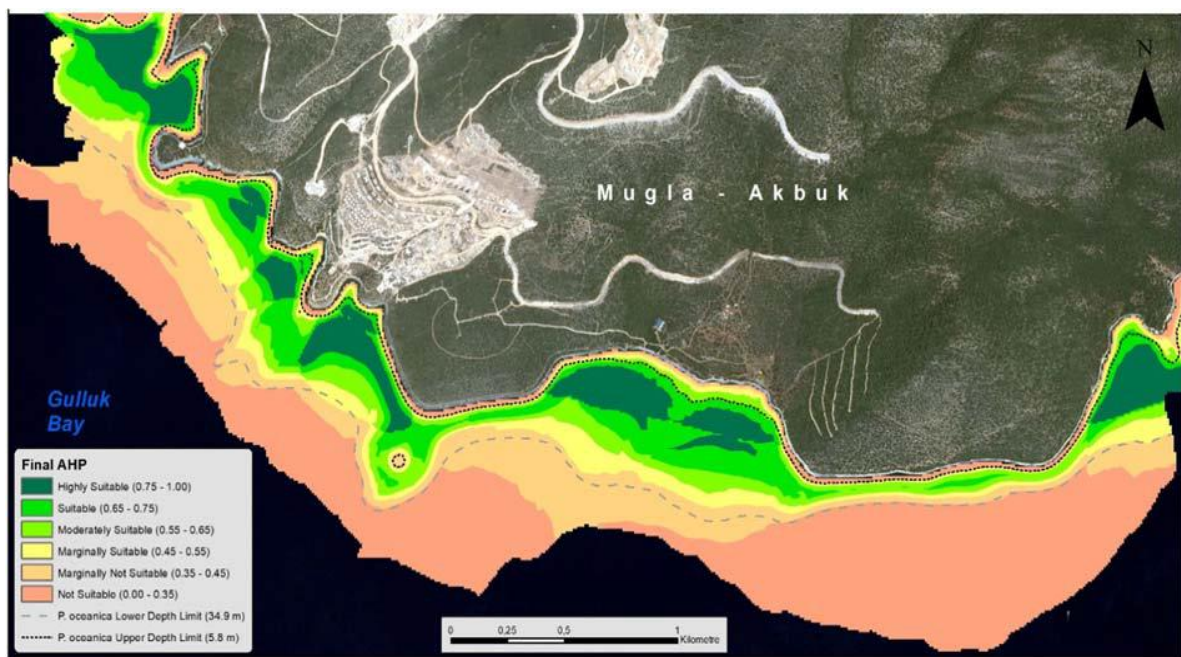 N
Mugla - Akbuk
Gulluk
Bay
Final AHP
Highly Suitable (0.75 - 1.00)
Suitable (0.65 - 0.75)
Moderately Suitable (0.55 - 0.65)
Marginally Suitable (0.45 - 0.55)
Marginally Not Suitable (0.35 - 0.45)
Not Suitable (0.00 - 0.35)
P. oceanica Lower Depth Limit (34.9 m)
P. oceanica Upper Depth Limit (5.8 m)
0 0,25 0,5 1
Kilometre